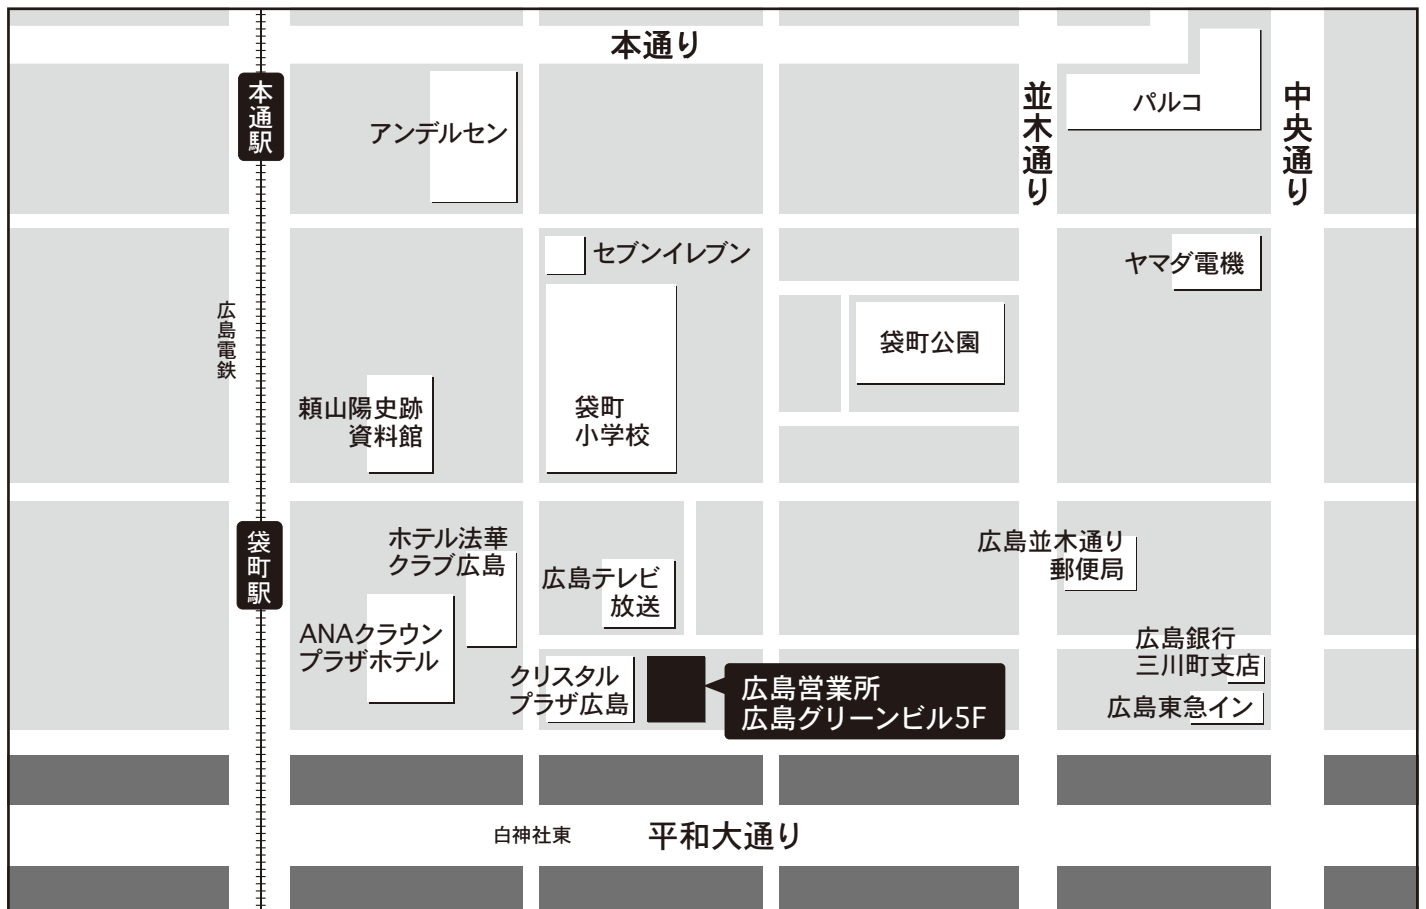 本通り
本通駅
アンデルセン
並木通り
パルコ
中央通り
セブンイレブン
ヤマダ電機
広島電鉄
袋町公園
頼山陽史跡
資料館
袋町
小学校
袋町駅
ホテル法華
クラブ広島
広島テレビ
放送
広島並木通り
郵便局
ANAクラウン
プラザホテル
クリスタル
プラザ広島
広島営業所
広島グリーンビル5F
広島銀行
三川町支店
広島東急イン
白神社東
平和大通り